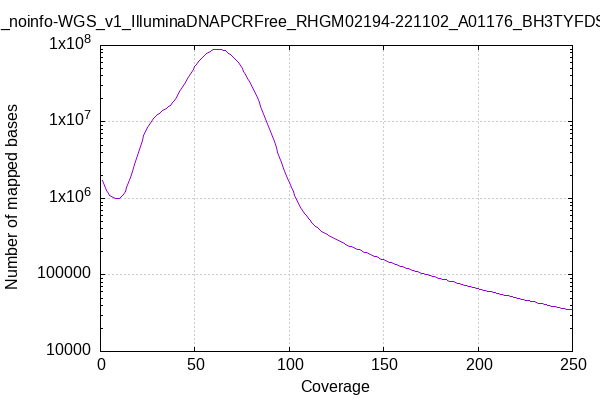 _noinfo-WGS_v1_IlluminaDNAPCRFree_RHGM02194-221102_A01176_BH3TYFDS
1x10^8
1x10^7
1x10^6
100000
10000
Number of mapped bases
0 50 100 150 200 250
Coverage